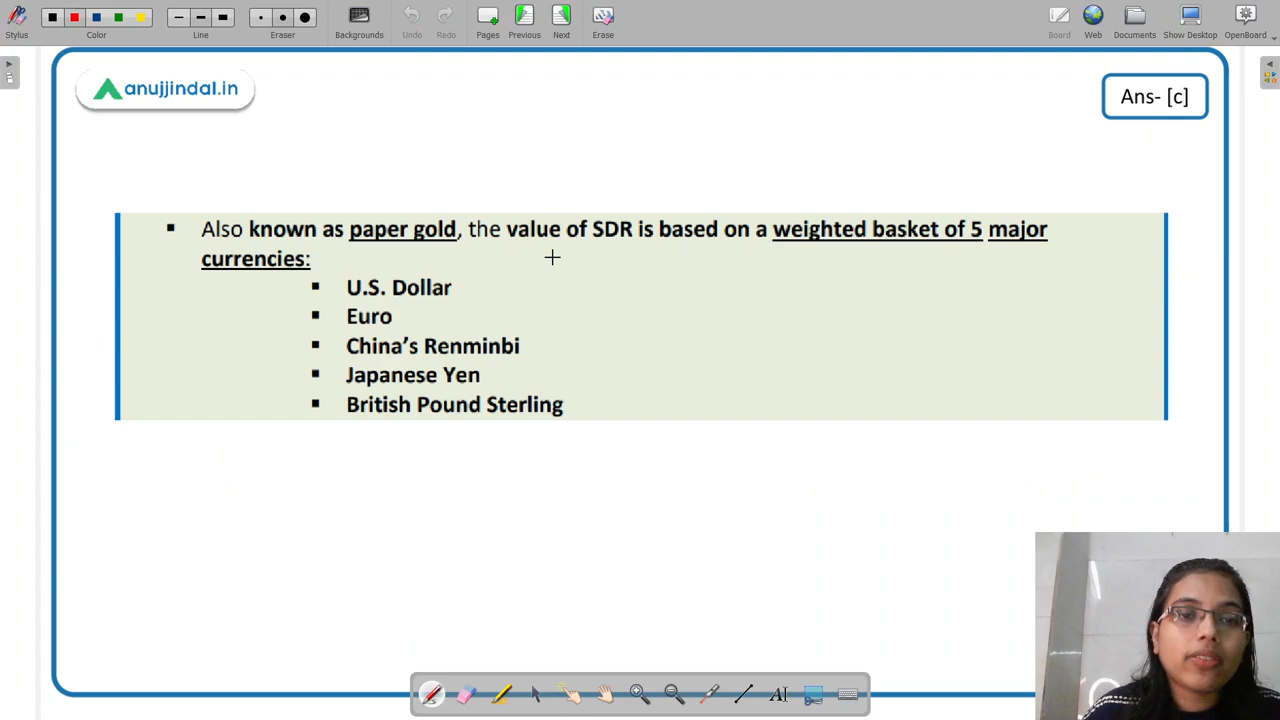 Stylus
Color
Line
Eraser
Backgrounds
Undo
Redo
Pages
Previous
Next
Erase
Board
Web
Documents
Show Desktop
OpenBoard
anujjindal.in
Ans- [c]
▪ Also known as paper gold, the value of SDR is based on a weighted basket of 5 major
currencies:
▪ U.S. Dollar
▪ Euro
▪ China’s Renminbi
▪ Japanese Yen
▪ British Pound Sterling
AI